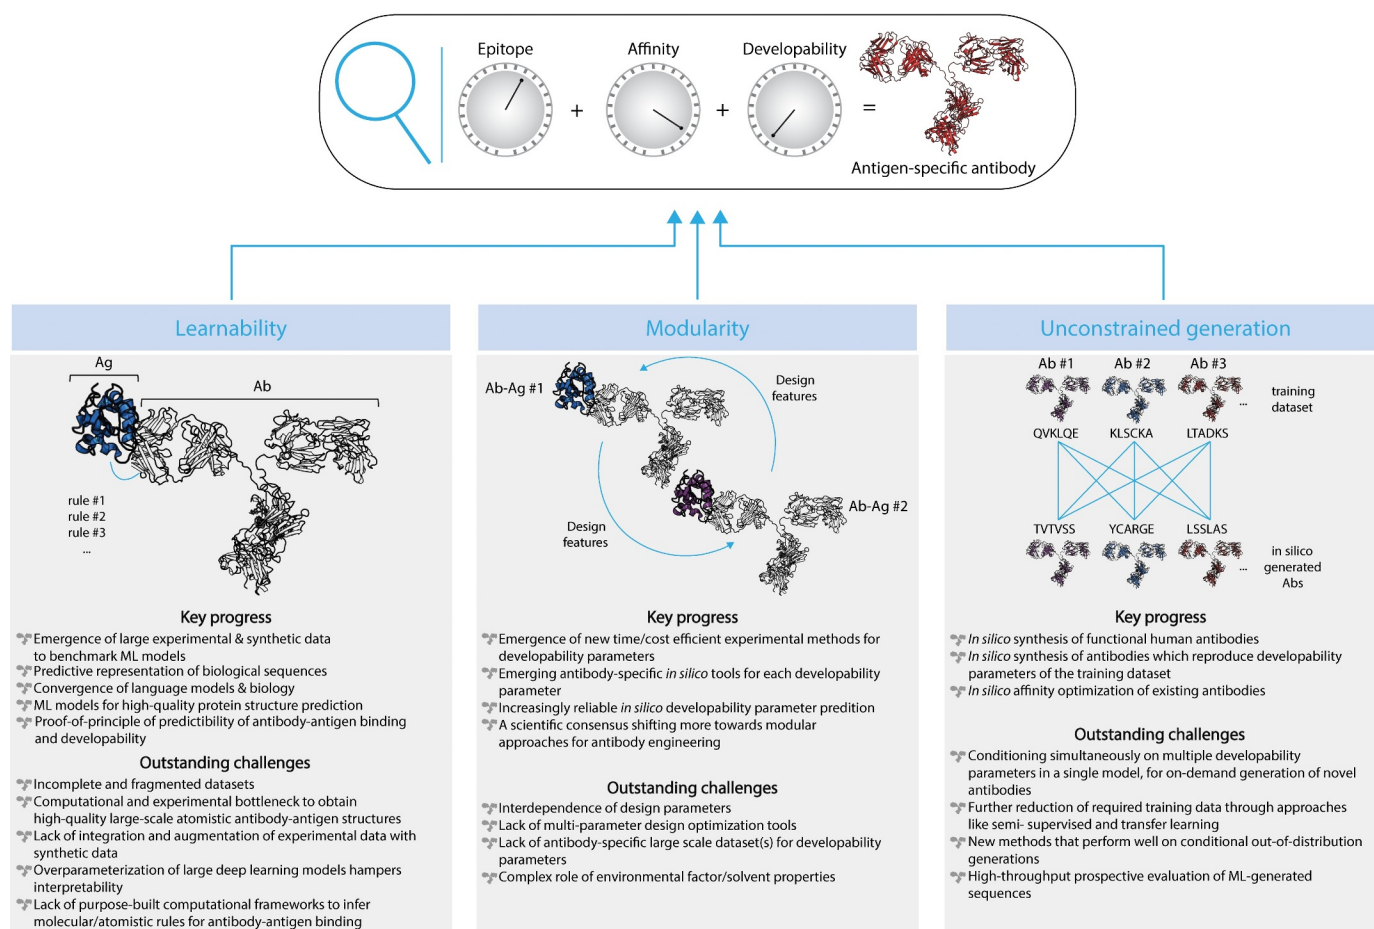 Epitope
Affinity
Developability
+
+
=
Antigen-specific antibody
Learnability
Ag
Ab
rule #1
rule #2
rule #3
...
Key progress
Emergence of large experimental & synthetic data
to benchmark ML models
Predictive representation of biological sequences
Convergence of language models & biology
ML models for high-quality protein structure prediction
Proof-of-principle of predictibility of antibody-antigen binding
and developability
Outstanding challenges
Incomplete and fragmented datasets
Computational and experimental bottleneck to obtain
high-quality large-scale atomistic antibody-antigen structures
Lack of integration and augmentation of experimental data with
synthetic data
Overparameterization of large deep learning models hampers
interpretability
Lack of purpose-built computational frameworks to infer
molecular/atomistic rules for antibody-antigen binding
Modularity
Ab-Ag #1
Design
features
Ab-Ag #2
Design
features
Key progress
Emergence of new time/cost efficient experimental methods for
developability parameters
Emerging antibody-specific in silico tools for each developability
parameter
Increasingly reliable in silico developability parameter predition
A scientific consensus shifting more towards modular
approaches for antibody engineering
Outstanding challenges
Interdependence of design parameters
Lack of multi-parameter design optimization tools
Lack of antibody-specific large scale dataset(s) for developability
parameters
Complex role of environmental factor/solvent properties
Unconstrained generation
Ab #1
Ab #2
Ab #3
...
training
dataset
QVKLQE
KLSCKA
LTADKS
TVTVSS
YCARGE
LSSLAS
...
in silico
generated
Abs
Key progress
In silico synthesis of functional human antibodies
In silico synthesis of antibodies which reproduce developability
parameters of the training dataset
In silico affinity optimization of existing antibodies
Outstanding challenges
Conditioning simultaneously on multiple developability
parameters in a single model, for on-demand generation of novel
antibodies
Further reduction of required training data through approaches
like semi- supervised and transfer learning
New methods that perform well on conditional out-of-distribution
generations
High-throughput prospective evaluation of ML-generated
sequences